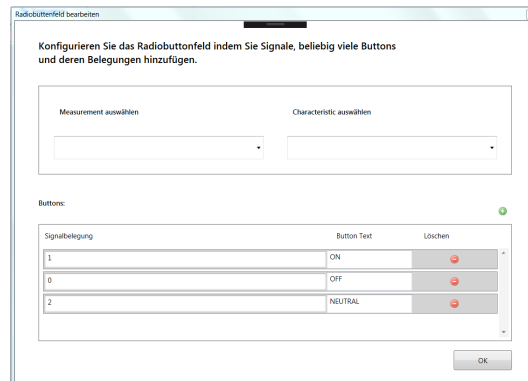 Radiobuttenfeld bearbeiten
Konfigurieren Sie das Radiobuttonfeld indem Sie Signale, beliebig viele Buttons
und deren Belegungen hinzufügen.
Measurement auswählen Characteristic auswählen
Buttons:
Signalbelegung Button Text Löschen
1 ON
0 OFF
2 NEUTRAL
OK